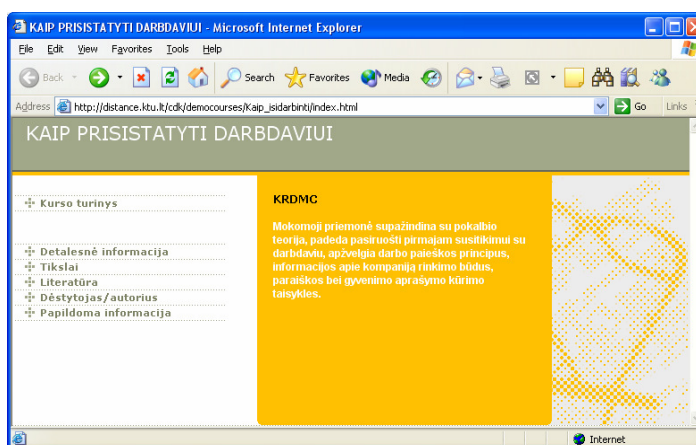 KAIP PRISISTATYTI DARBDAVIUI - Microsoft Internet Explorer
File Edit View Favorites Tools Help
Back Search Favorites Media
Address http://distance.ktu.lt/cdk/democourses/Kaip_isidarbinti/index.html Go Links
KAIP PRISISTATYTI DARBDAVIUI
Kurso turinys
Detalesnė informacija
Tikslai
Literatūra
Dėstytojas/autorius
Papildoma informacija
KRDMC
Mokomoji priemonė supažindina su pokalbio
teorija, padeda pasiruošti pirmajam susitikimui su
darbdaviu, apžvelgia darbo paieškos principus,
informacijos apie kompaniją rinkimo būdus,
paraiškos bei gyvenimo aprašymo kūrimo
taisykles.
Internet